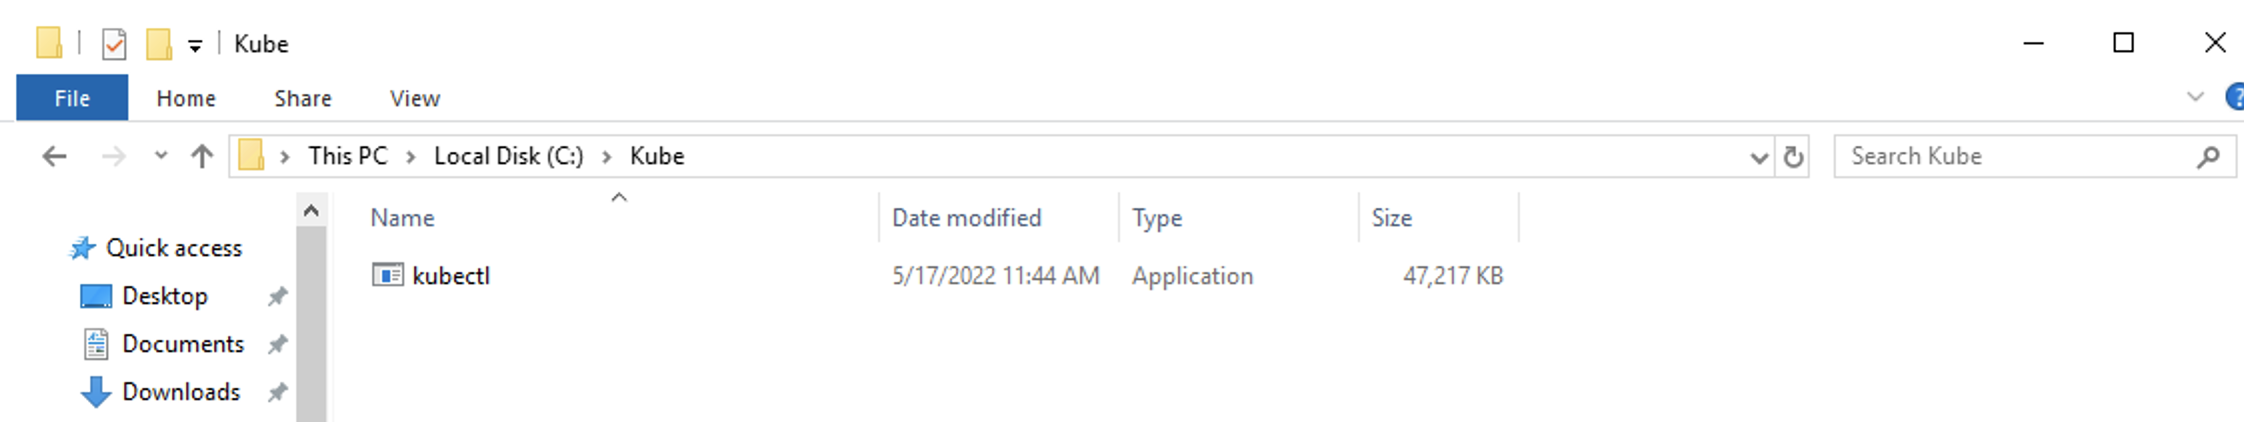 Kube
File Home Share View ?
This PC Local Disk (C:) Kube Search Kube
Name Date modified Type Size
Quick access
kubectl 5/17/2022 11:44 AM Application 47,217 KB
Desktop
Documents
Downloads